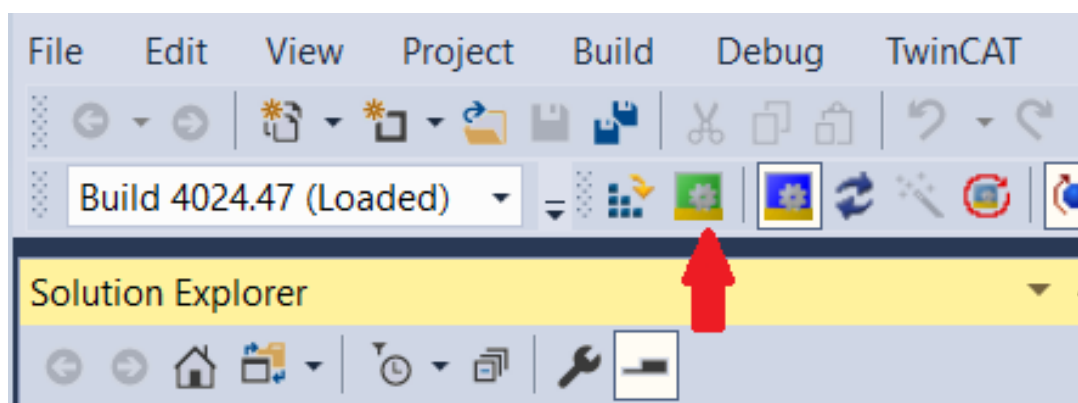 File Edit View Project Build Debug TwinCAT
Build 4024.47 (Loaded)
Solution Explorer